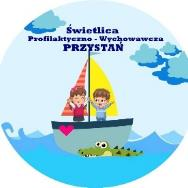 Świetlica
Profilaktyczno - Wychowawcza
PRZYSTAŃ